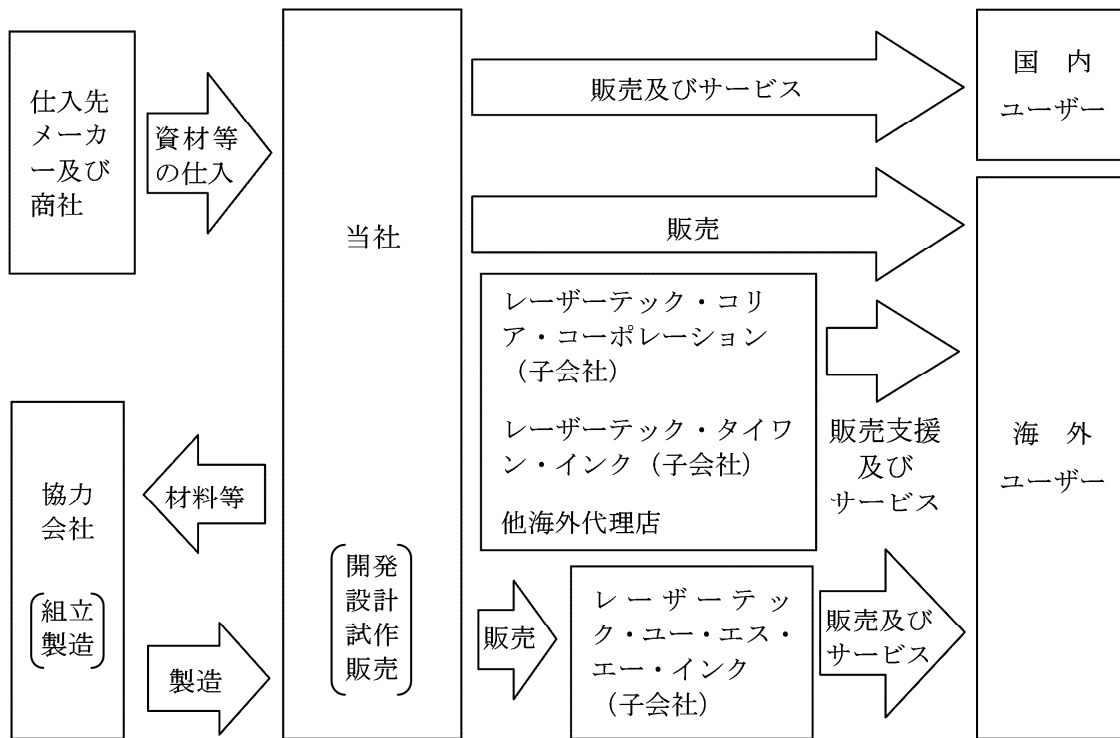 仕入先
メーカ
ー及び
商社
資材等
の仕入
当社
開発
設計
試作
販売
協力
会社
組立
製造
材料等
製造
販売及びサービス
国　内
ユーザー
販売
レーザーテック・コリ
ア・コーポレーション
（子会社）
レーザーテック・タイワ
ン・インク（子会社）
他海外代理店
販売支援
及び
サービス
海　外
ユーザー
販売
レーザーテッ
ク・ユー・エス・
エー・インク
（子会社）
販売及び
サービス